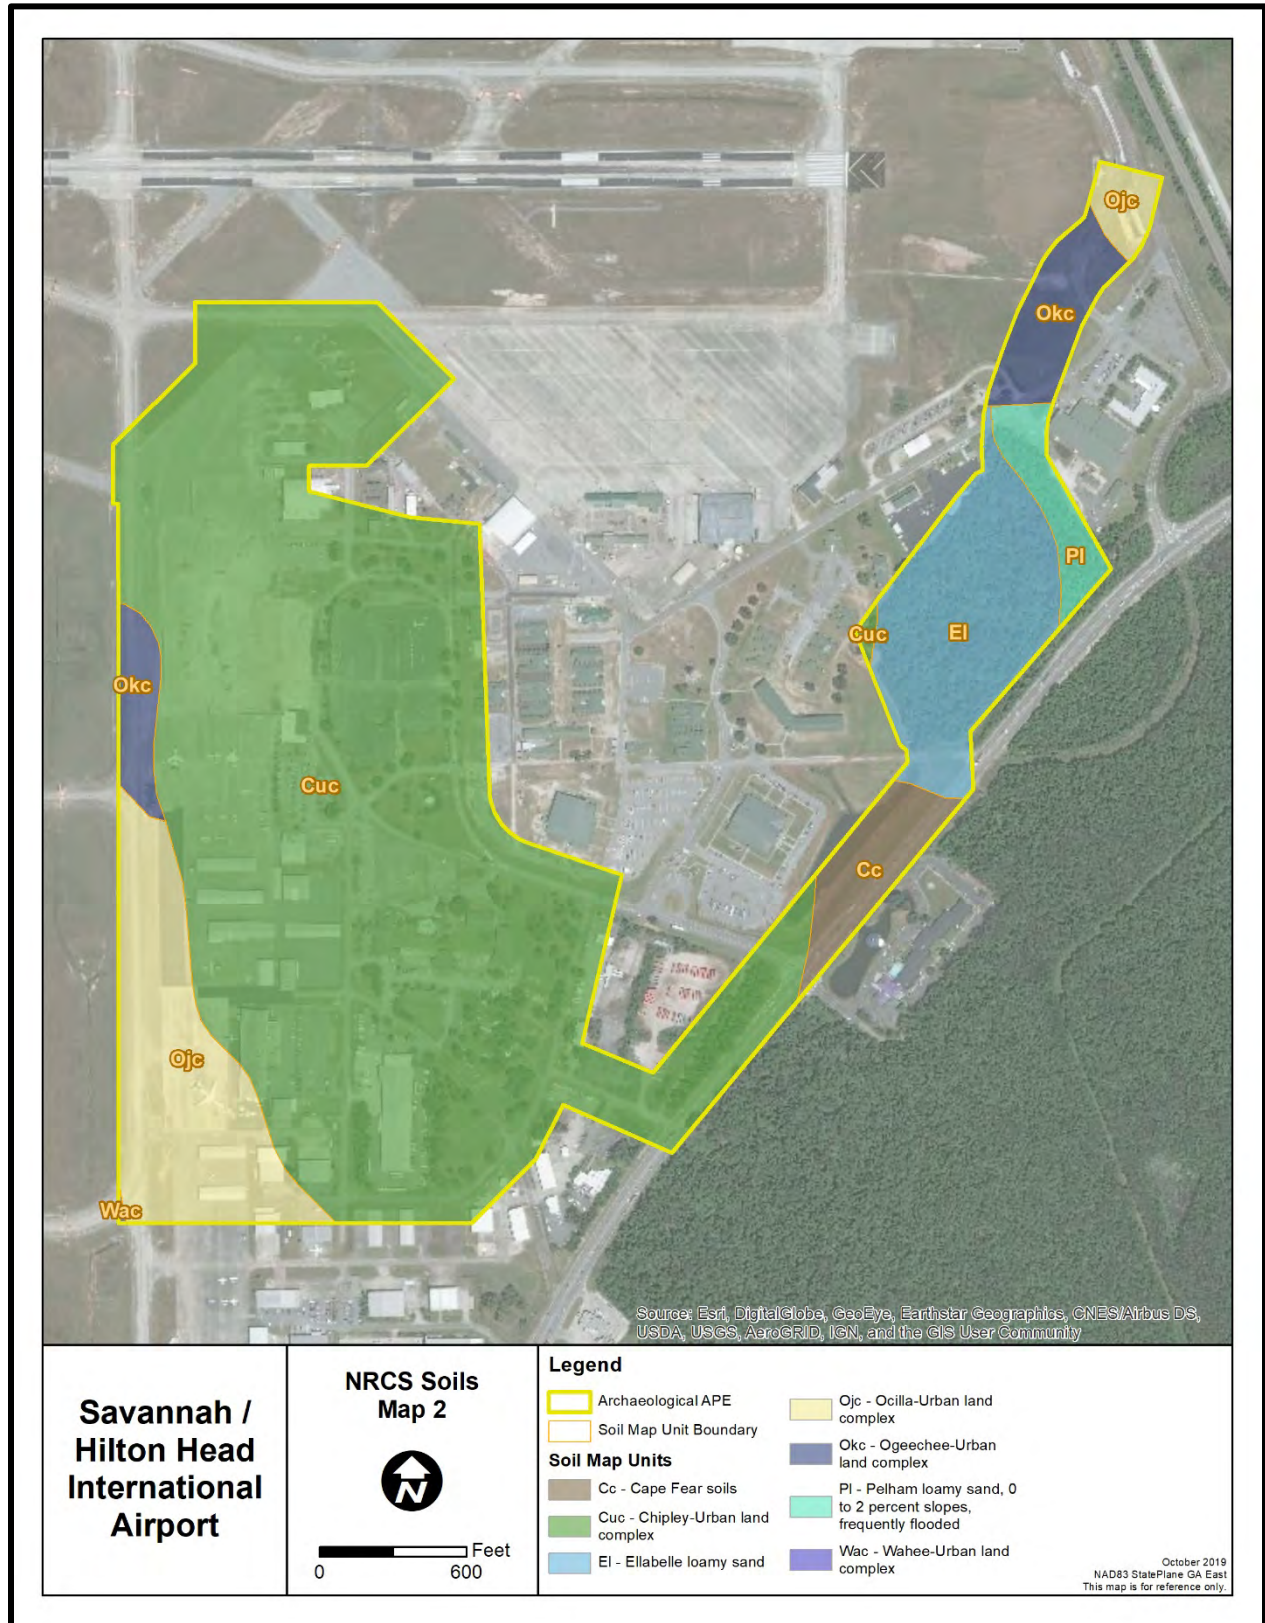 Ojc
Okc
Pl
El
Cuc
Okc
Cuc
Cc
Ojc
Wac
Source: Esri, DigitalGlobe, GeoEye, Earthstar Geographics, CNES/Airbus DS,
USDA, USGS, AeroGRID, IGN, and the GIS User Community
Savannah /
Hilton Head
International
Airport
NRCS Soils
Map 2
N
Feet
0 600
Legend
Archaeological APE
Soil Map Unit Boundary
Soil Map Units
Cc - Cape Fear soils
Cuc - Chipley-Urban land
complex
El - Ellabelle loamy sand
Ojc - Ocilla-Urban land
complex
Okc - Ogeechee-Urban
land complex
Pl - Pelham loamy sand, 0
to 2 percent slopes,
frequently flooded
Wac - Wahee-Urban land
complex
October 2019
NAD83 StatePlane GA East
This map is for reference only.